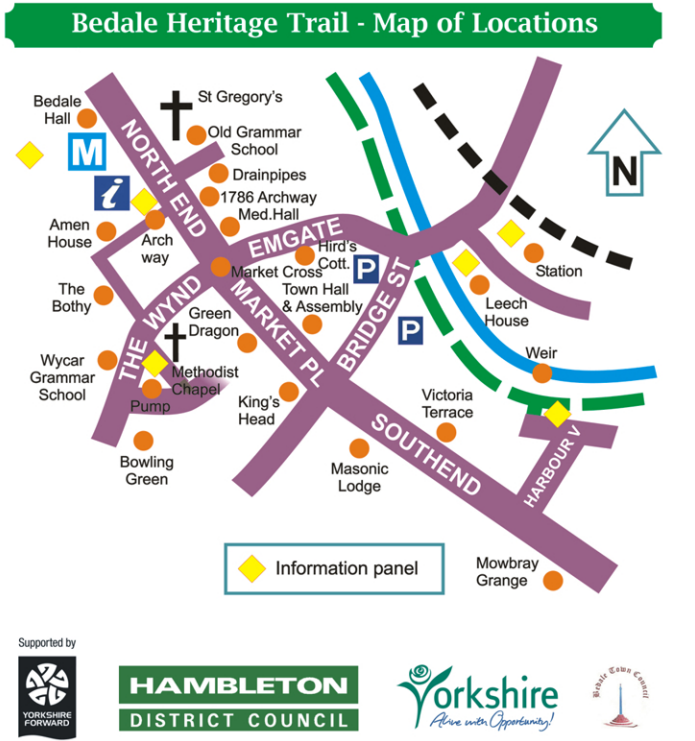 Bedale Heritage Trail - Map of Locations
Bedale
Hall
St Gregory's
Old Grammar
School
M
i
NORTH END
Drainpipes
1786 Archway
Med.Hall
N
Amen
House
Arch
way
EMGATE
Hird's
Cott.
P
Station
Market Cross
The
Bothy
THE WYND
Green
Dragon
Town Hall
& Assembly
MARKET PL
BRIDGE ST
P
Leech
House
Weir
Wycar
Grammar
School
Methodist
Chapel
Pump
King's
Head
Victoria
Terrace
SOUTHEND
HARBOUR V
Bowling
Green
Masonic
Lodge
Mowbray
Grange
Information panel
Supported by
YORKSHIRE
FORWARD
HAMBLETON
DISTRICT COUNCIL
Yorkshire
Alive with Opportunity!
Bedale Town Council